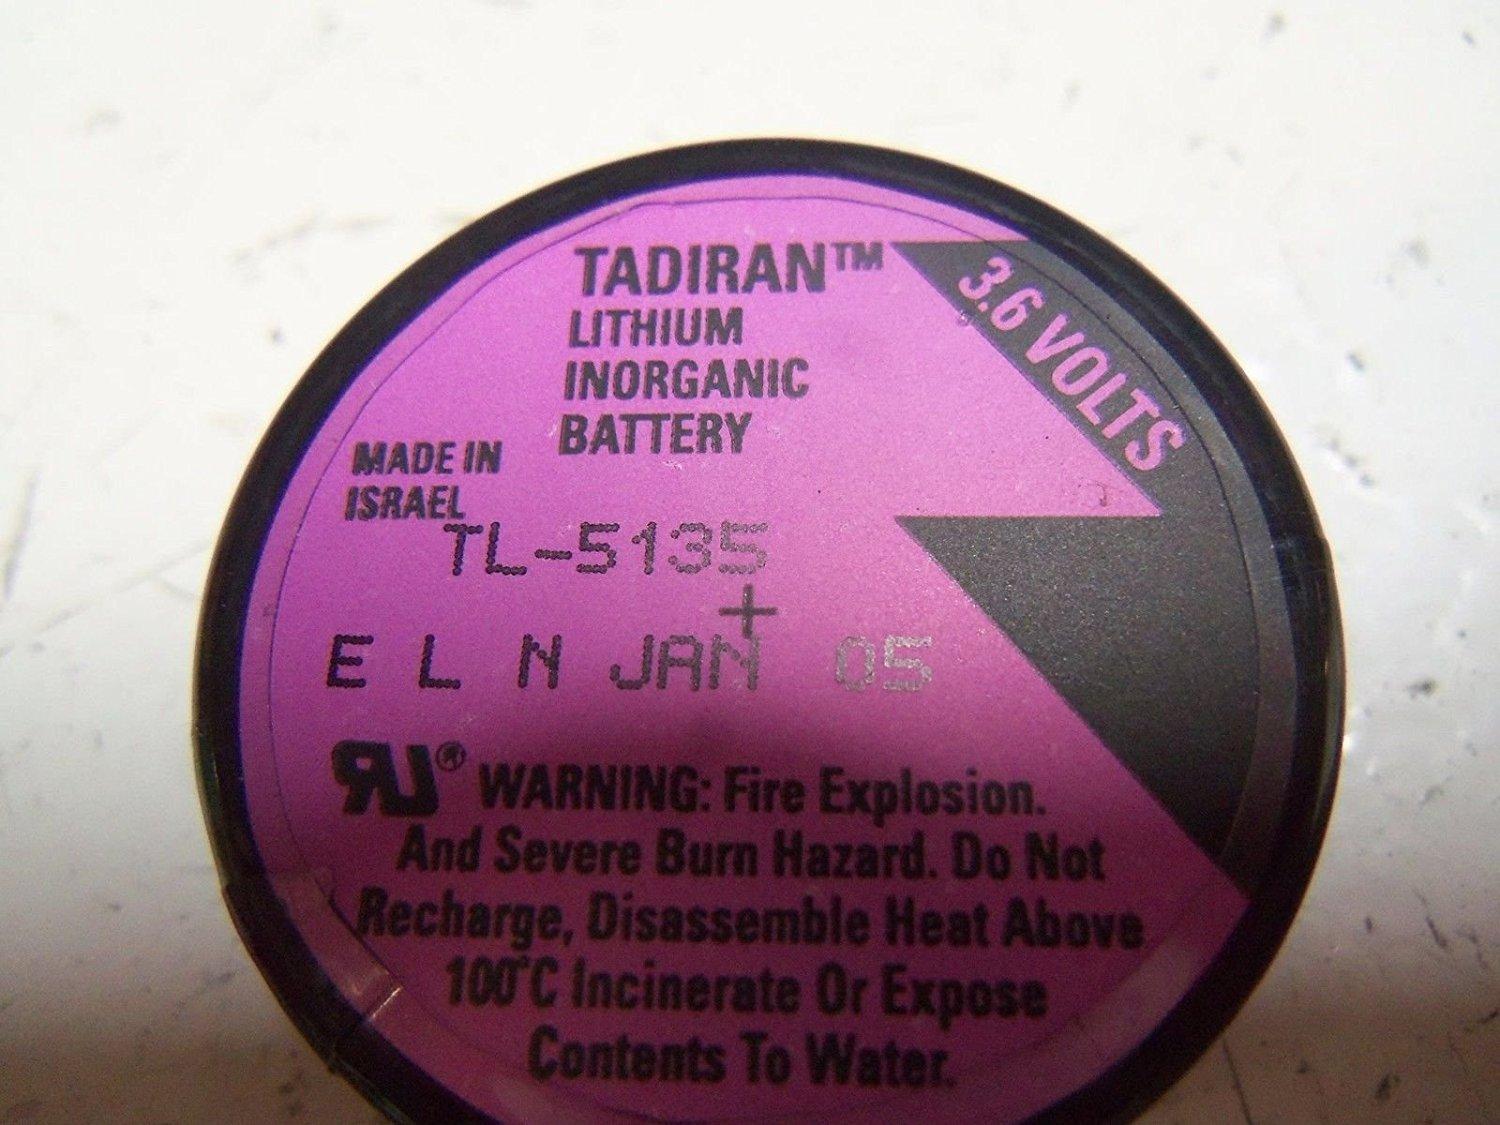 TADIRAN™
LITHIUM
INORGANIC
BATTERY
3.6 VOLTS
MADE IN
ISRAEL
TL-5135
+
E L N JAN 05
RU® WARNING: Fire Explosion.
And Severe Burn Hazard. Do Not
Recharge, Disassemble Heat Above
100°C Incinerate Or Expose
Contents To Water.